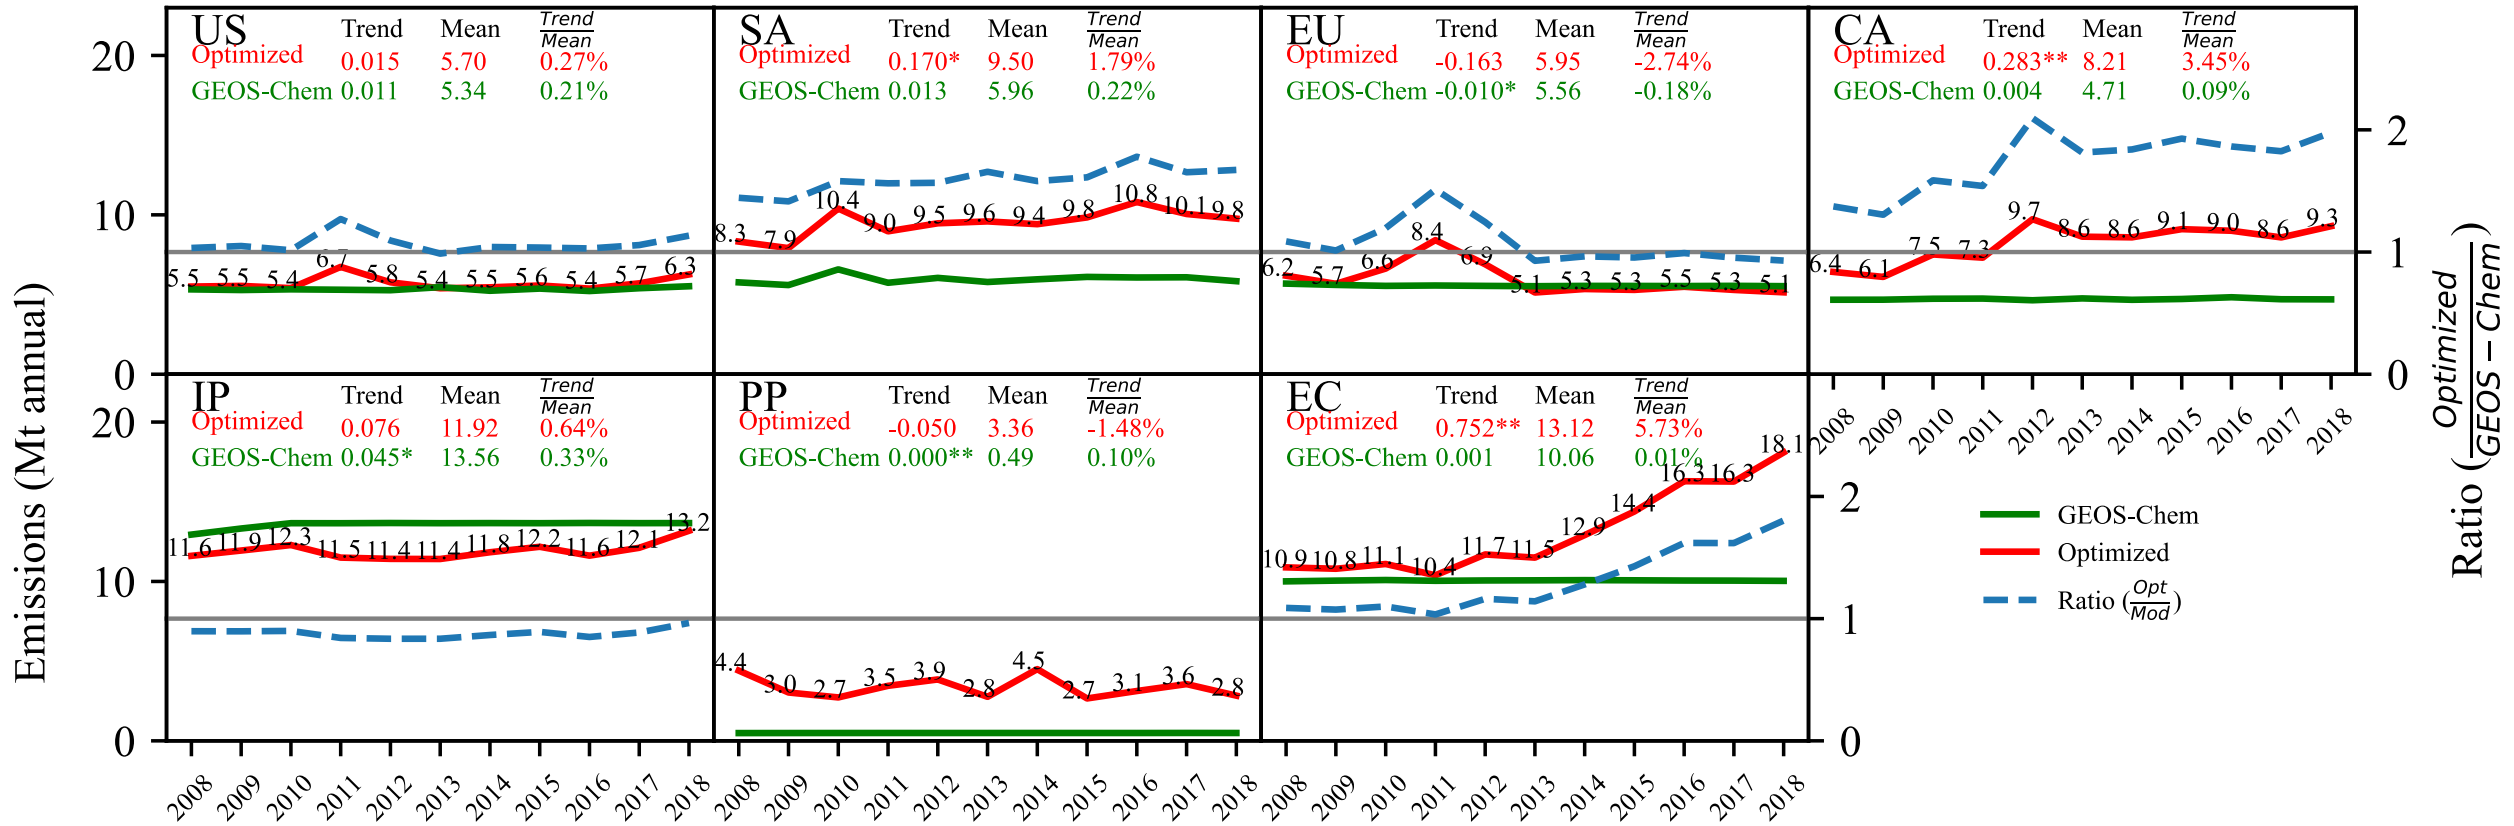 Emissions (Mt annual)
20
10
0
US Trend Mean Trend/Mean
Optimized 0.015 5.70 0.27%
GEOS-Chem 0.011 5.34 0.21%
5.5 5.5 5.4 6.7 5.8 5.4 5.5 5.6 5.4 5.7 6.3
SA Trend Mean Trend/Mean
Optimized 0.170* 9.50 1.79%
GEOS-Chem 0.013 5.96 0.22%
8.3 7.9 10.4 9.0 9.5 9.6 9.4 9.8 10.8 10.1 9.8
EU Trend Mean Trend/Mean
Optimized -0.163 5.95 -2.74%
GEOS-Chem -0.010* 5.56 -0.18%
6.2 5.7 6.6 8.4 6.9 5.1 5.3 5.3 5.5 5.3 5.1
CA Trend Mean Trend/Mean
Optimized 0.283** 8.21 3.45%
GEOS-Chem 0.004 4.71 0.09%
6.4 6.1 7.5 7.3 9.7 8.6 8.6 9.1 9.0 8.6 9.3
2
1
0
2008 2009 2010 2011 2012 2013 2014 2015 2016 2017 2018
20
10
0
IP Trend Mean Trend/Mean
Optimized 0.076 11.92 0.64%
GEOS-Chem 0.045* 13.56 0.33%
11.6 11.9 12.3 11.5 11.4 11.4 11.8 12.2 11.6 12.1 13.2
2008 2009 2010 2011 2012 2013 2014 2015 2016 2017 2018
PP Trend Mean Trend/Mean
Optimized -0.050 3.36 -1.48%
GEOS-Chem 0.000** 0.49 0.10%
4.4 3.0 2.7 3.5 3.9 2.8 4.5 2.7 3.1 3.6 2.8
2008 2009 2010 2011 2012 2013 2014 2015 2016 2017 2018
EC Trend Mean Trend/Mean
Optimized 0.752** 13.12 5.73%
GEOS-Chem 0.001 10.06 0.01%
10.9 10.8 11.1 10.4 11.7 11.5 12.9 14.4 16.3 16.3 18.1
2008 2009 2010 2011 2012 2013 2014 2015 2016 2017 2018
2
1
0
GEOS-Chem
Optimized
Ratio (Opt/Mod)
Ratio (Optimized/GEOS − Chem)